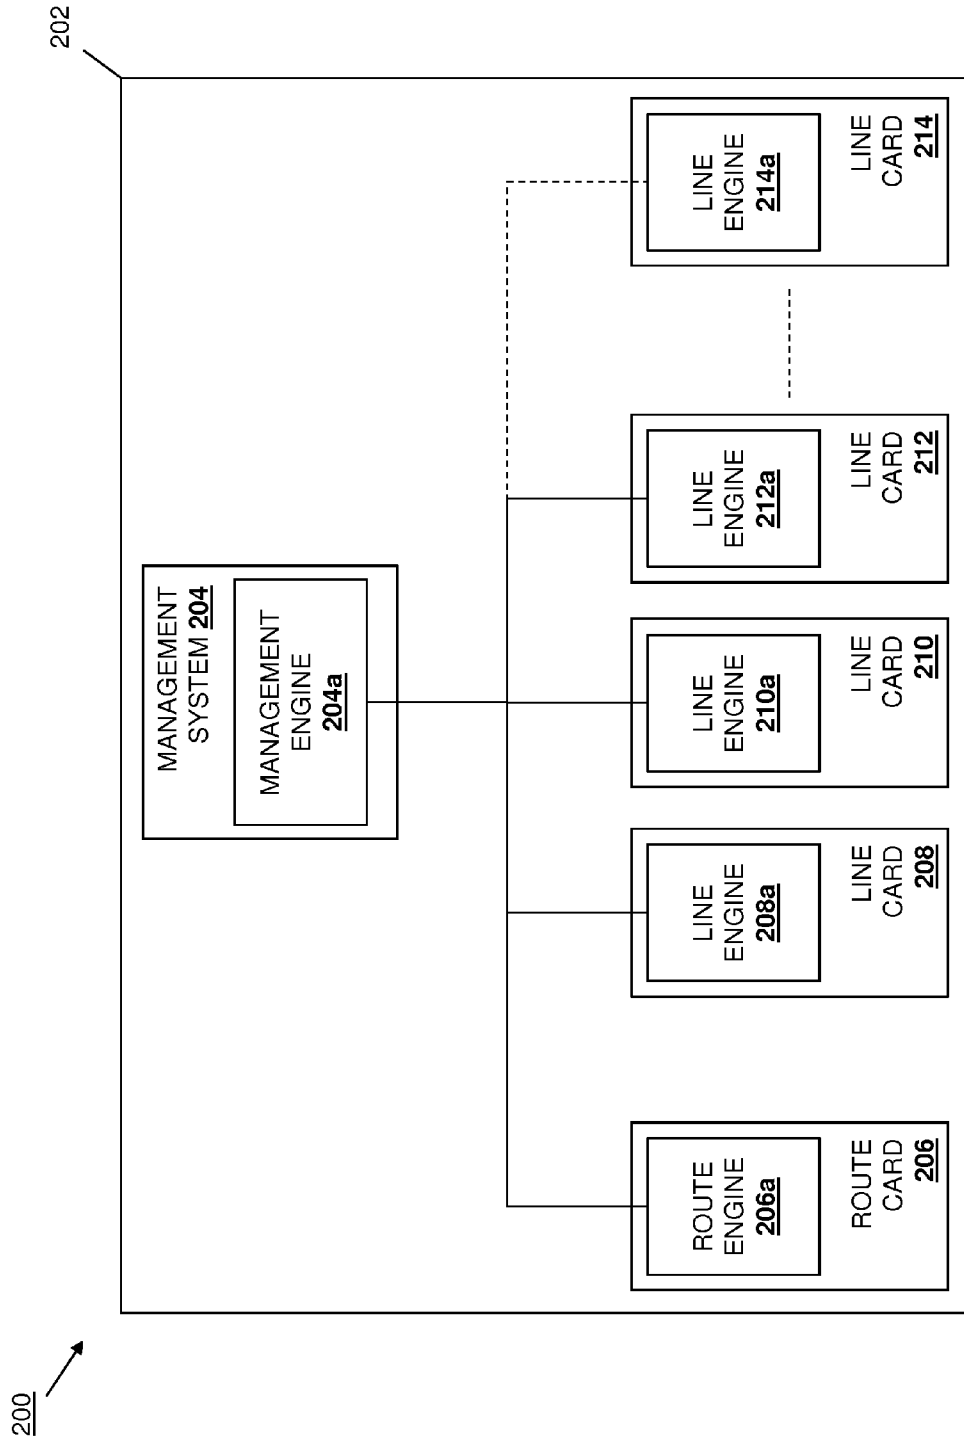 200
202
MANAGEMENT
SYSTEM 204
MANAGEMENT
ENGINE
204a
ROUTE
ENGINE
206a
ROUTE
CARD
206
LINE
ENGINE
208a
LINE
CARD
208
LINE
ENGINE
210a
LINE
CARD
210
LINE
ENGINE
212a
LINE
CARD
212
LINE
ENGINE
214a
LINE
CARD
214